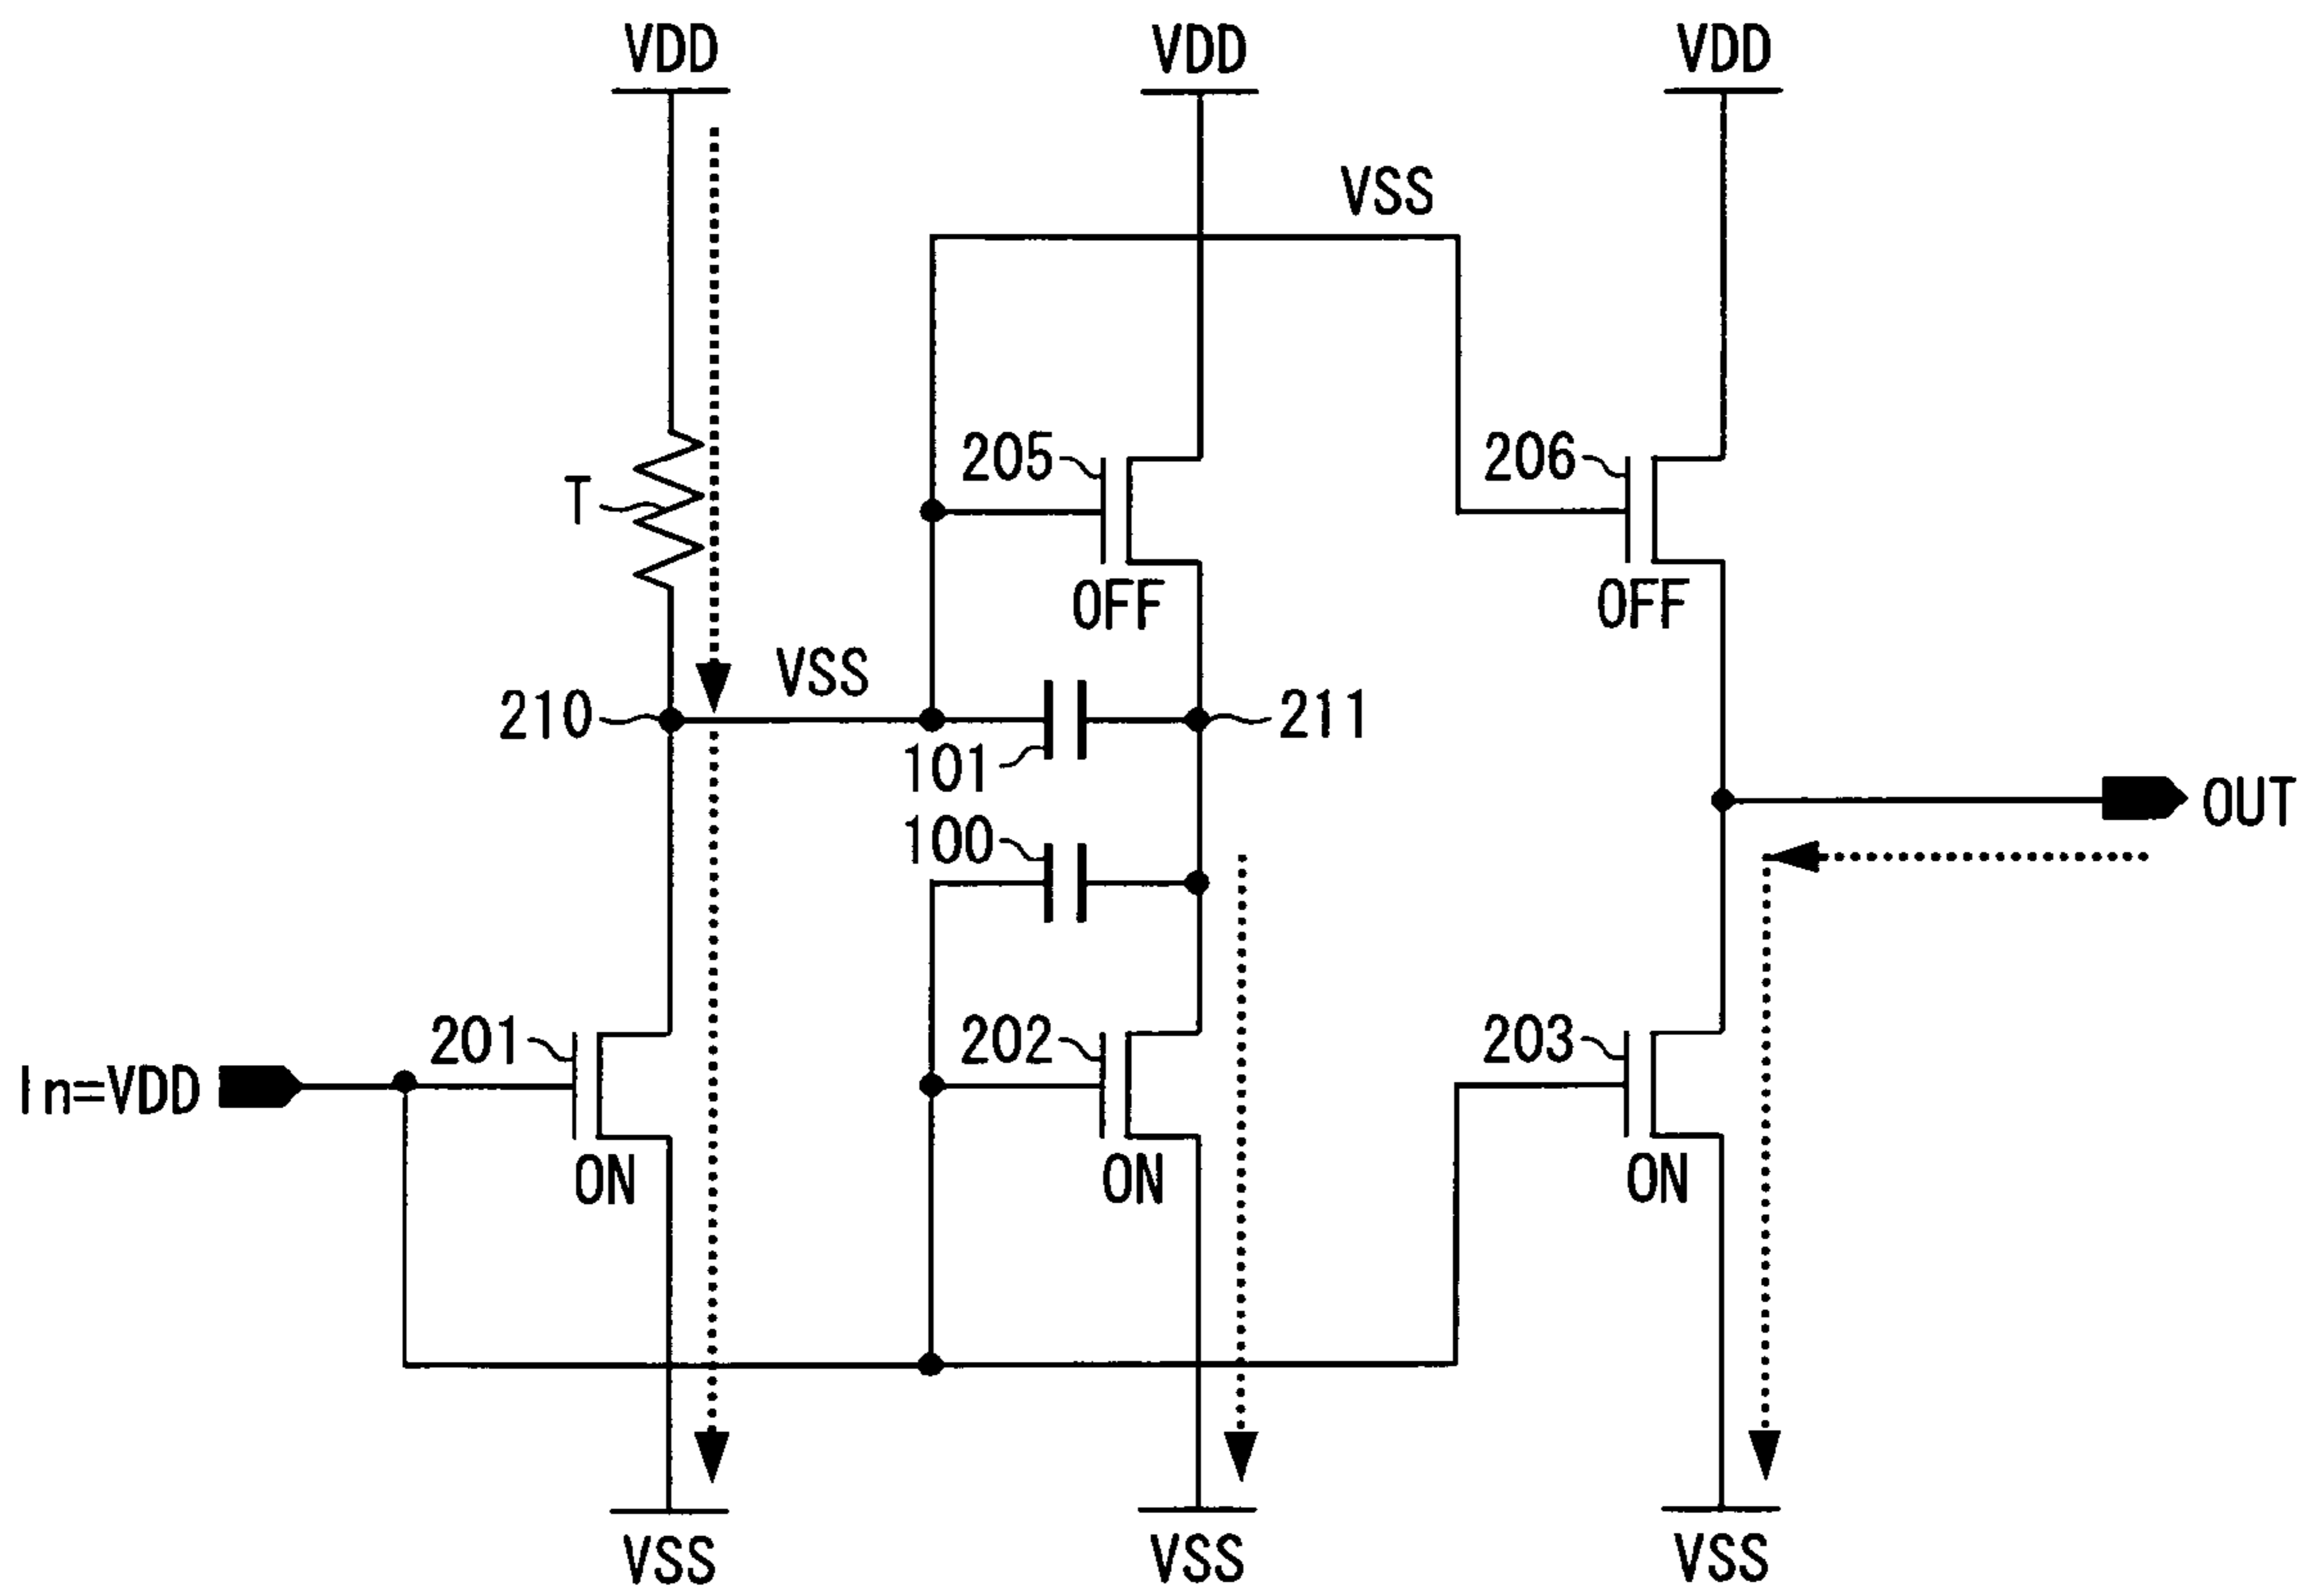 VDD
VDD
VDD
VSS
205
206
T
OFF
OFF
VSS
210
211
101
100
OUT
201
202
203
In=VDD
ON
ON
ON
VSS
VSS
VSS